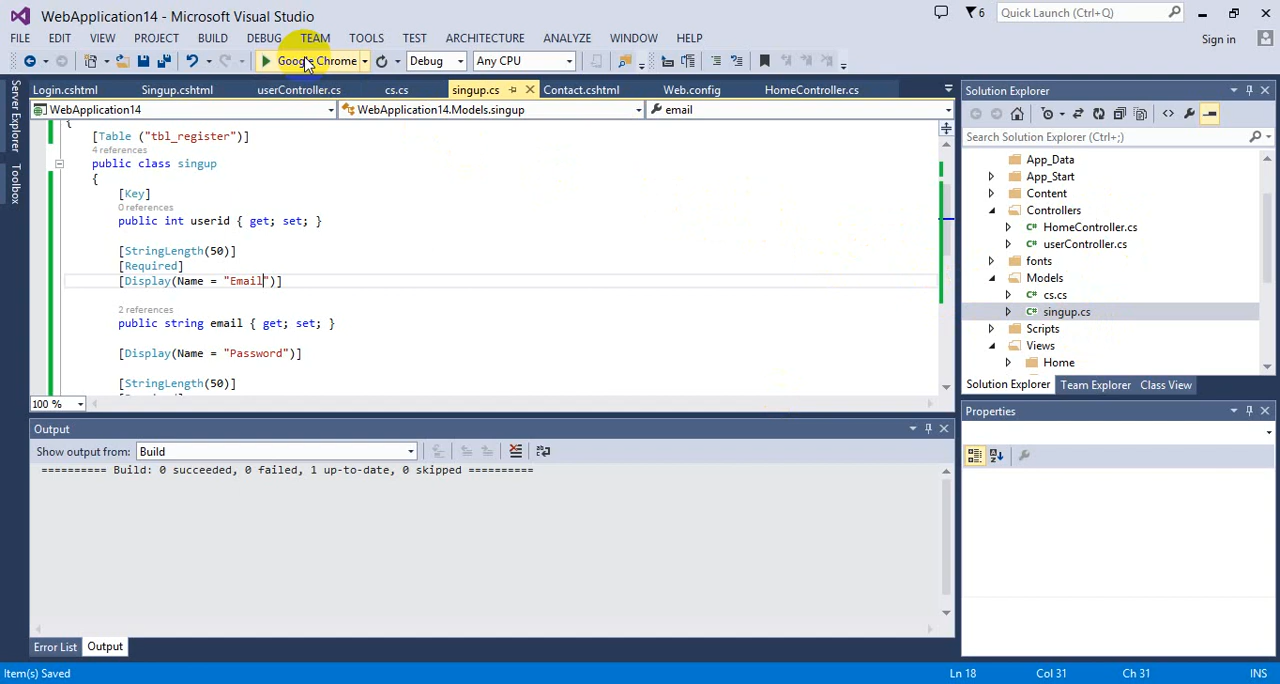 WebApplication14 - Microsoft Visual Studio
6
Quick Launch (Ctrl+Q)
FILE EDIT VIEW PROJECT BUILD DEBUG TEAM TOOLS TEST ARCHITECTURE ANALYZE WINDOW HELP
Sign in
Google Chrome Debug Any CPU
Server Explorer
Toolbox
Login.cshtml Singup.cshtml userController.cs cs.cs singup.cs Contact.cshtml Web.config HomeController.cs
WebApplication14 WebApplication14.Models.singup email
{
[Table ("tbl_register")]
4 references
public class singup
{
[Key]
0 references
public int userid { get; set; }
[StringLength(50)]
[Required]
[Display(Name = "Email")]
2 references
public string email { get; set; }
[Display(Name = "Password")]
[StringLength(50)]
100 %
Output
Show output from: Build
========== Build: 0 succeeded, 0 failed, 1 up-to-date, 0 skipped ==========
Error List Output
Solution Explorer
Search Solution Explorer (Ctrl+;)
App_Data
App_Start
Content
Controllers
C# HomeController.cs
C# userController.cs
fonts
Models
C# cs.cs
C# singup.cs
Scripts
Views
Home
Solution Explorer Team Explorer Class View
Properties
Item(s) Saved
Ln 18 Col 31 Ch 31 INS